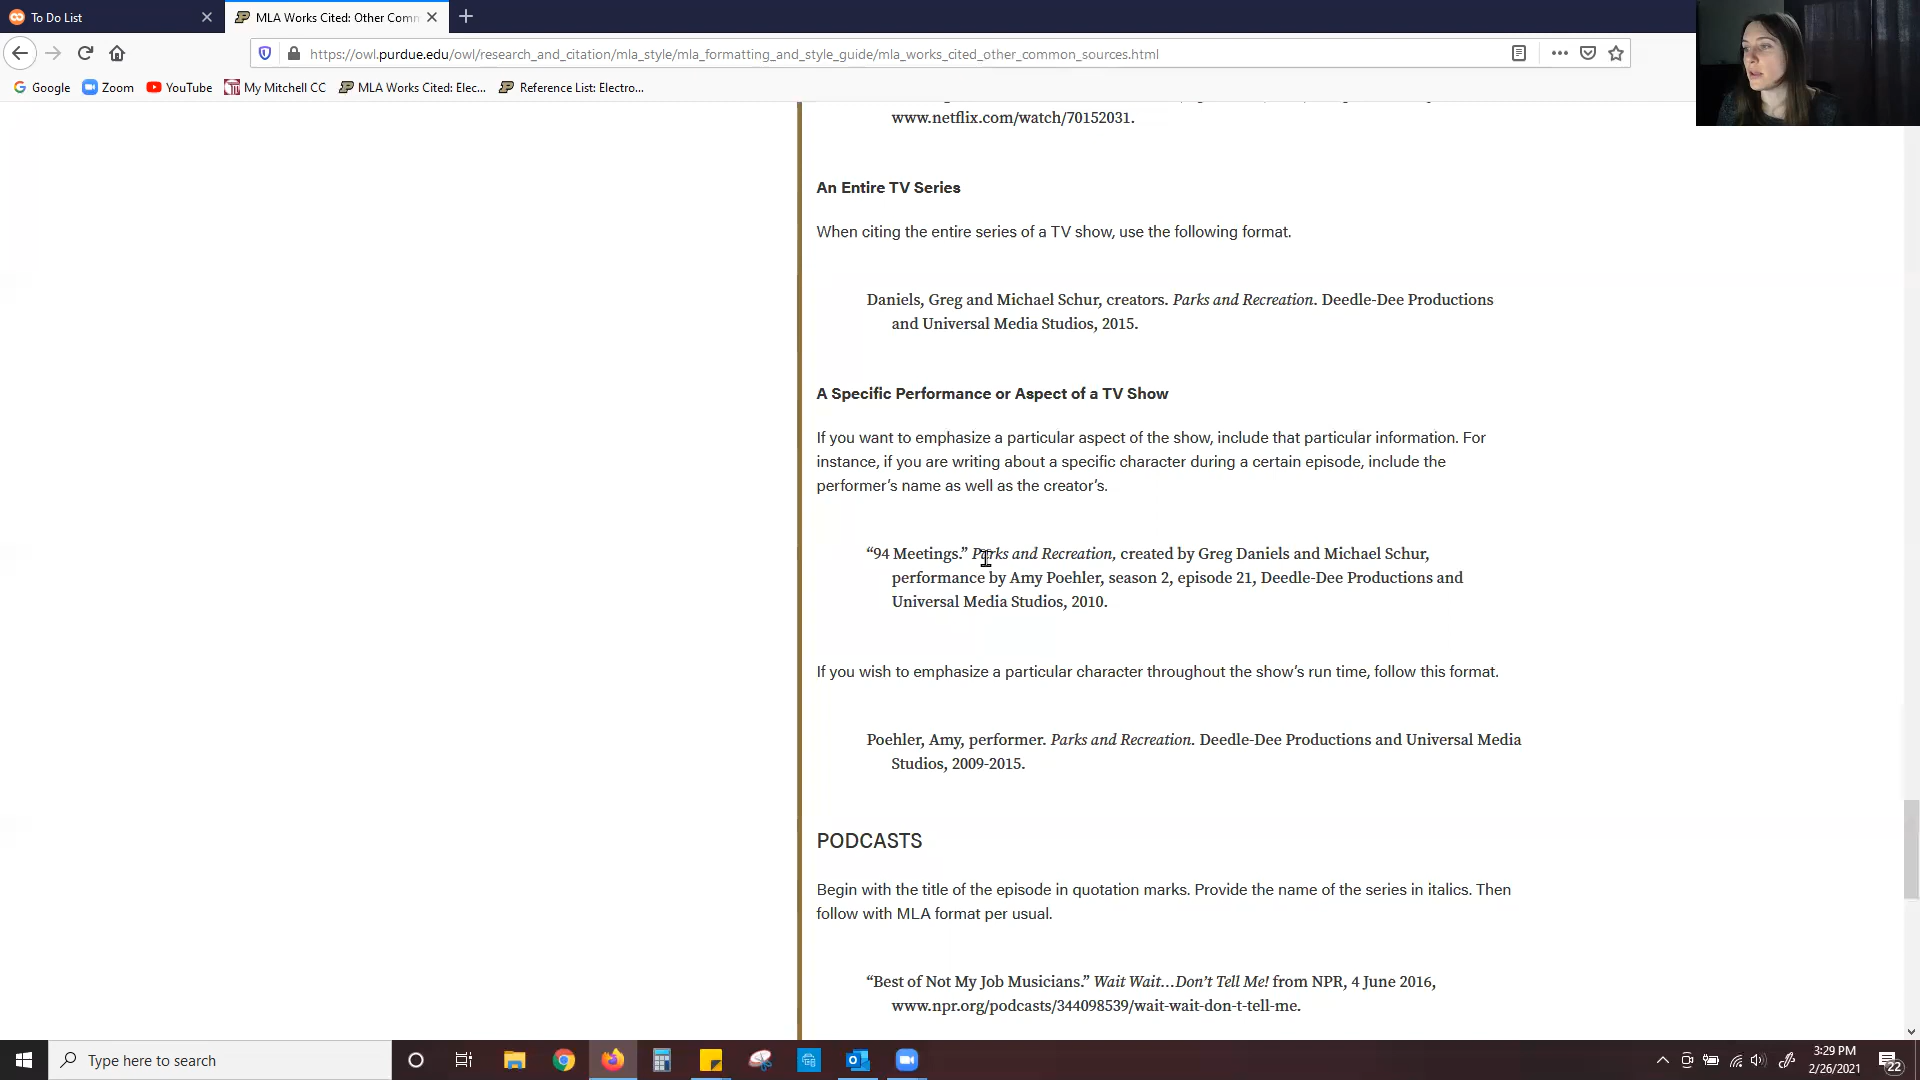 To Do List
MLA Works Cited: Other Comm
https://owl.purdue.edu/owl/research_and_citation/mla_style/mla_formatting_and_style_guide/mla_works_cited_other_common_sources.html
Google
Zoom
YouTube
My Mitchell CC
MLA Works Cited: Elec...
Reference List: Electro...
www.netflix.com/watch/70152031.
An Entire TV Series
When citing the entire series of a TV show, use the following format.
Daniels, Greg and Michael Schur, creators. Parks and Recreation. Deedle-Dee Productions
and Universal Media Studios, 2015.
A Specific Performance or Aspect of a TV Show
If you want to emphasize a particular aspect of the show, include that particular information. For
instance, if you are writing about a specific character during a certain episode, include the
performer’s name as well as the creator’s.
“94 Meetings.” Parks and Recreation, created by Greg Daniels and Michael Schur,
performance by Amy Poehler, season 2, episode 21, Deedle-Dee Productions and
Universal Media Studios, 2010.
If you wish to emphasize a particular character throughout the show’s run time, follow this format.
Poehler, Amy, performer. Parks and Recreation. Deedle-Dee Productions and Universal Media
Studios, 2009-2015.
PODCASTS
Begin with the title of the episode in quotation marks. Provide the name of the series in italics. Then
follow with MLA format per usual.
“Best of Not My Job Musicians.” Wait Wait…Don’t Tell Me! from NPR, 4 June 2016,
www.npr.org/podcasts/344098539/wait-wait-don-t-tell-me.
Type here to search
3:29 PM
2/26/2021
22